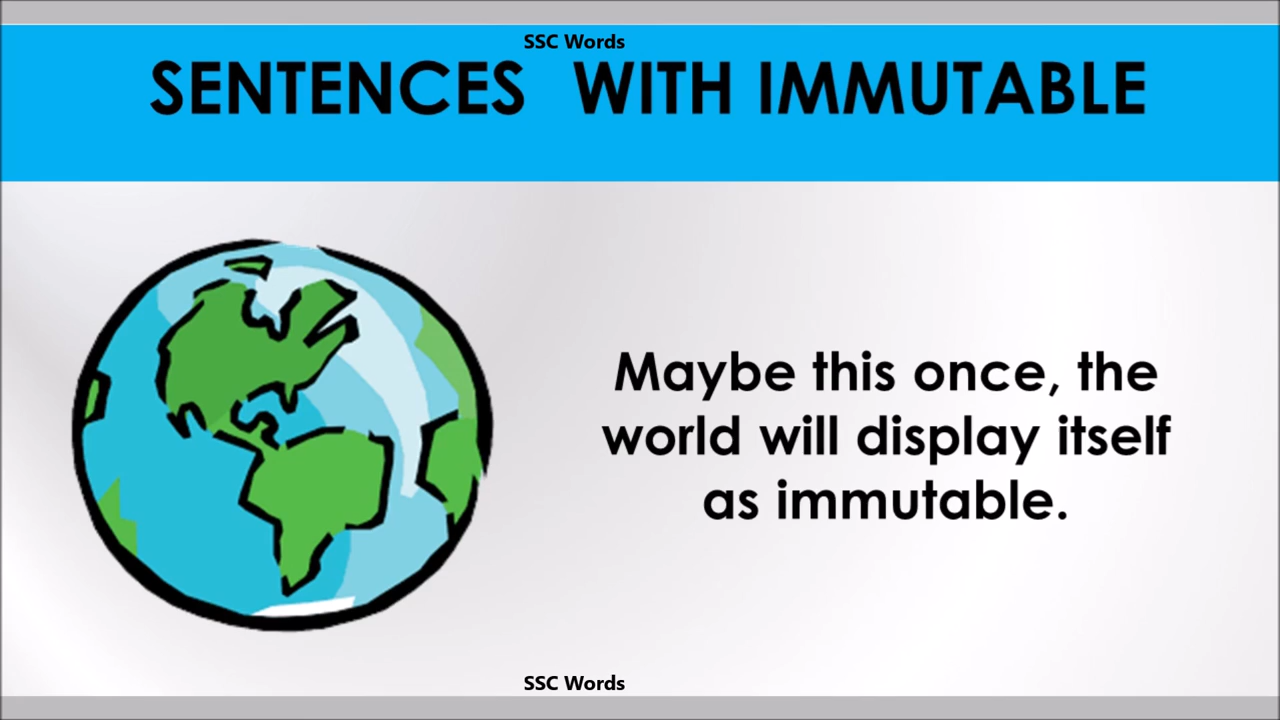 SSC Words
SENTENCES WITH IMMUTABLE
Maybe this once, the
world will display itself
as immutable.
SSC Words